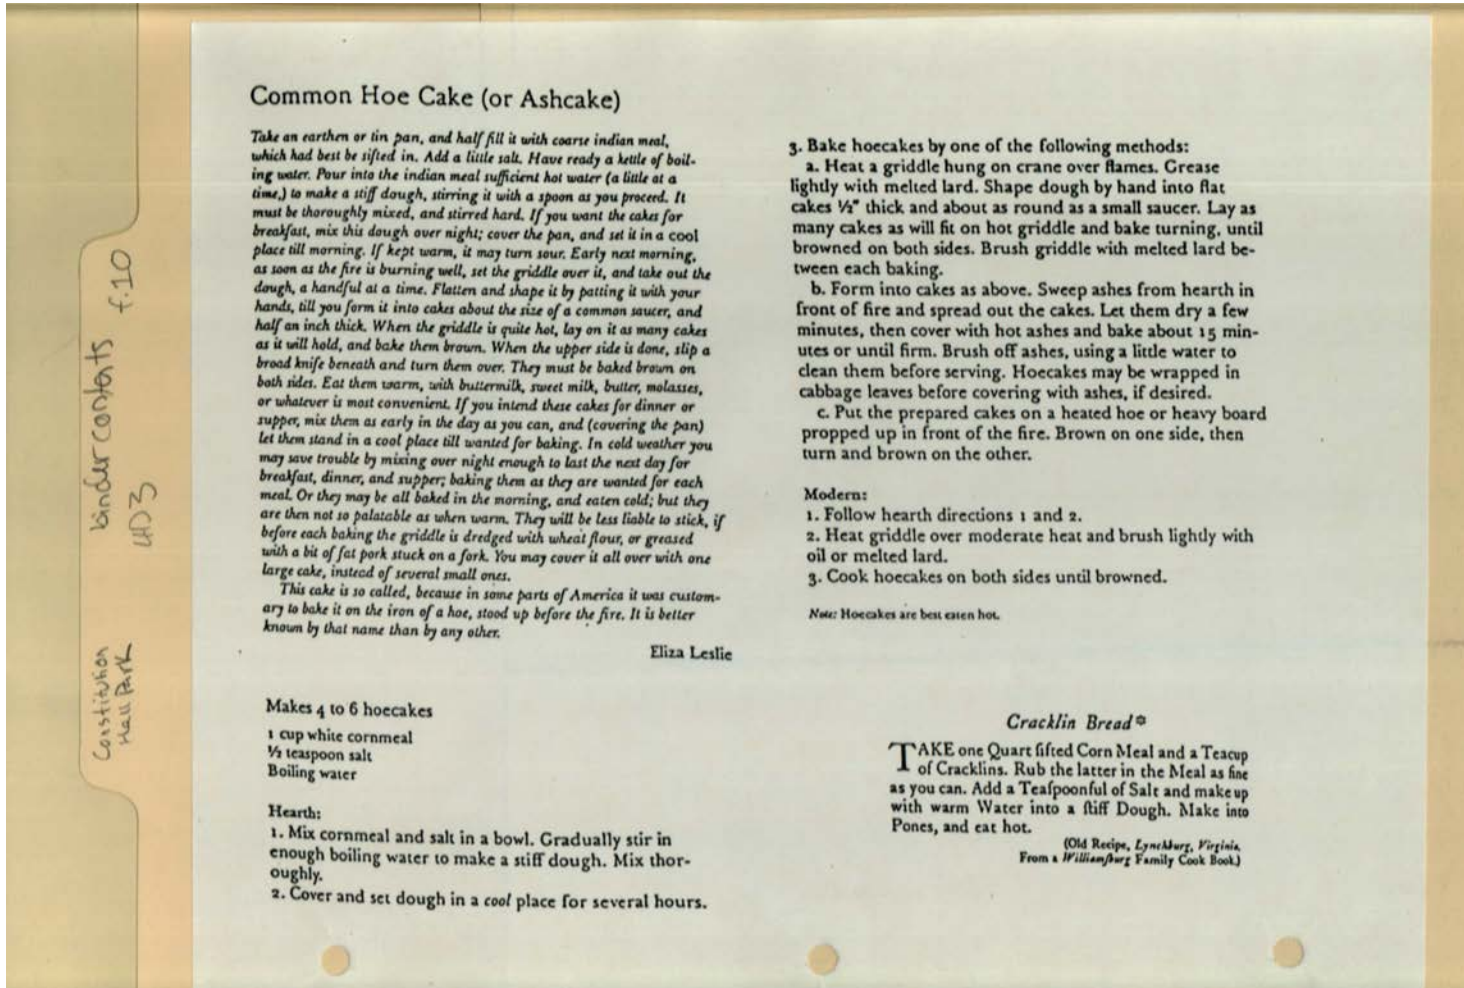 Common Hoe Cake (or Ashcake)
Take an earthen or tin pan, and half fill it with coarse indian meal,
which had best be sifted in. Add a little salt. Have ready a kettle of boil-
ing water. Pour into the indian meal sufficient hot water (a little at a
time,) to make a stiff dough, stirring it with a spoon as you proceed. It
must be thoroughly mixed, and stirred hard. If you want the cakes for
breakfast, mix this dough over night; cover the pan, and set it in a cool
place till morning. If kept warm, it may turn sour. Early next morning,
as soon as the fire is burning well, set the griddle over it, and take out the
dough, a handful at a time. Flatten and shape it by patting it with your
hands, till you form it into cakes about the size of a common saucer, and
half an inch thick. When the griddle is quite hot, lay on it as many cakes
as it will hold, and bake them brown. When the upper side is done, slip a
broad knife beneath and turn them over. They must be baked brown on
both sides. Eat them warm, with buttermilk, sweet milk, butter, molasses,
or whatever is most convenient. If you intend these cakes for dinner or
supper, mix them as early in the day as you can, and (covering the pan)
let them stand in a cool place till wanted for baking. In cold weather you
may save trouble by mixing over night enough to last the next day for
breakfast, dinner, and supper; baking them as they are wanted for each
meal. Or they may be all baked in the morning, and eaten cold; but they
are then not so palatable as when warm. They will be less liable to stick, if
before each baking the griddle is dredged with wheat flour, or greased
with a bit of fat pork stuck on a fork. You may cover it all over with one
large cake, instead of several small ones.
This cake is so called, because in some parts of America it was custom-
ary to bake it on the iron of a hoe, stood up before the fire. It is better
known by that name than by any other.
Eliza Leslie
Makes 4 to 6 hoecakes
1 cup white cornmeal
½ teaspoon salt
Boiling water
Hearth:
1. Mix cornmeal and salt in a bowl. Gradually stir in
enough boiling water to make a stiff dough. Mix thor-
oughly.
2. Cover and set dough in a cool place for several hours.
3. Bake hoecakes by one of the following methods:
a. Heat a griddle hung on crane over flames. Grease
lightly with melted lard. Shape dough by hand into flat
cakes ½" thick and about as round as a small saucer. Lay as
many cakes as will fit on hot griddle and bake turning, until
browned on both sides. Brush griddle with melted lard be-
tween each baking.
b. Form into cakes as above. Sweep ashes from hearth in
front of fire and spread out the cakes. Let them dry a few
minutes, then cover with hot ashes and bake about 15 min-
utes or until firm. Brush off ashes, using a little water to
clean them before serving. Hoecakes may be wrapped in
cabbage leaves before covering with ashes, if desired.
c. Put the prepared cakes on a heated hoe or heavy board
propped up in front of the fire. Brown on one side, then
turn and brown on the other.
Modern:
1. Follow hearth directions 1 and 2.
2. Heat griddle over moderate heat and brush lightly with
oil or melted lard.
3. Cook hoecakes on both sides until browned.
Note: Hoecakes are best eaten hot.
Cracklin Bread*
TAKE one Quart ſifted Corn Meal and a Teacup
of Cracklins. Rub the latter in the Meal as fine
as you can. Add a Teaſpoonful of Salt and make up
with warm Water into a ſtiff Dough. Make into
Pones, and eat hot.
(Old Recipe, Lynchburg, Virginia.
From a Williamſburg Family Cook Book.)
Constitution
Hall Park
binder contents f.10
UD3